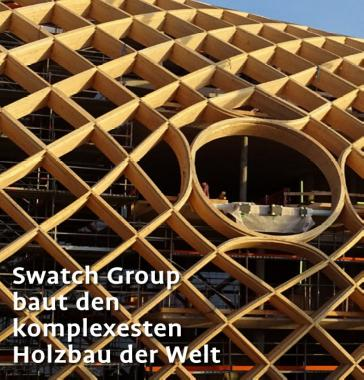 Swatch Group
baut den
komplexesten
Holzbau der Welt